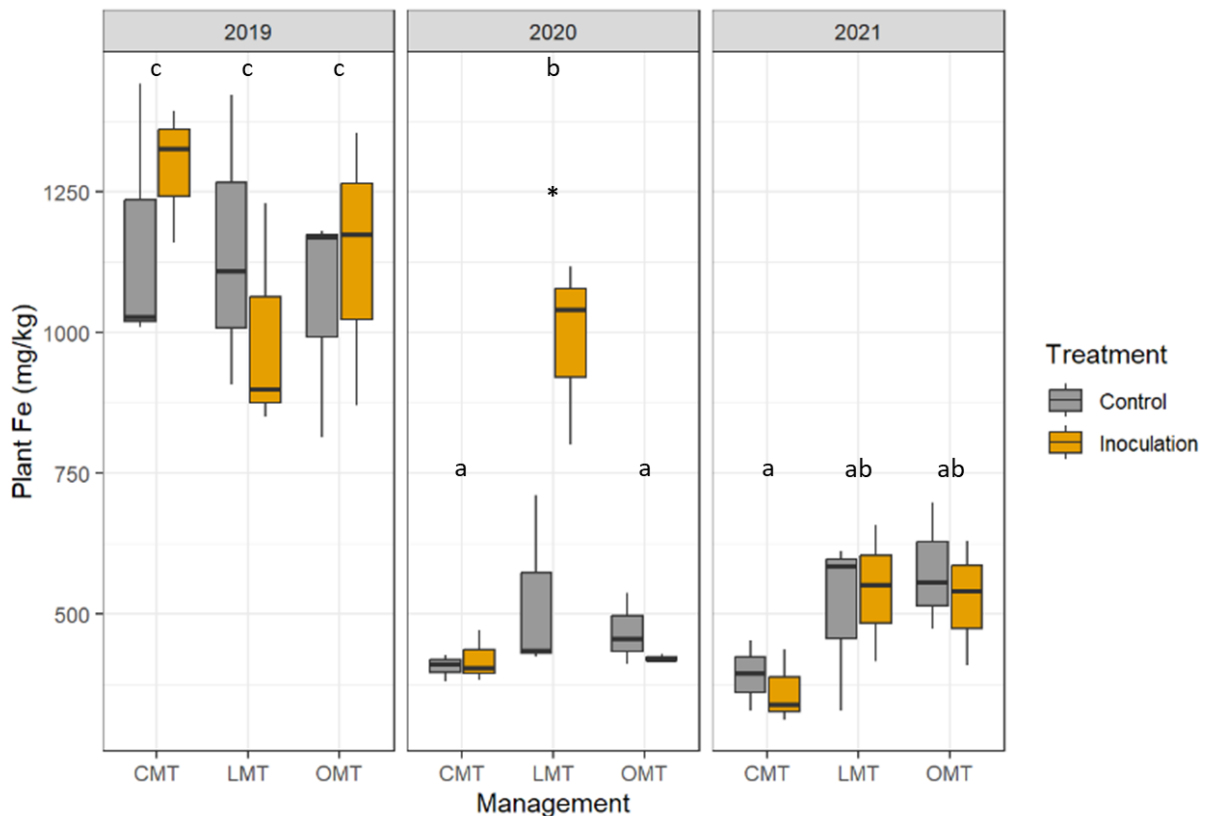 2019 2020 2021
c c c b
1250
*
1000
Plant Fe (mg/kg)
Treatment
Control
Inoculation
750
a a a ab ab
500
CMT LMT OMT CMT LMT OMT CMT LMT OMT
Management